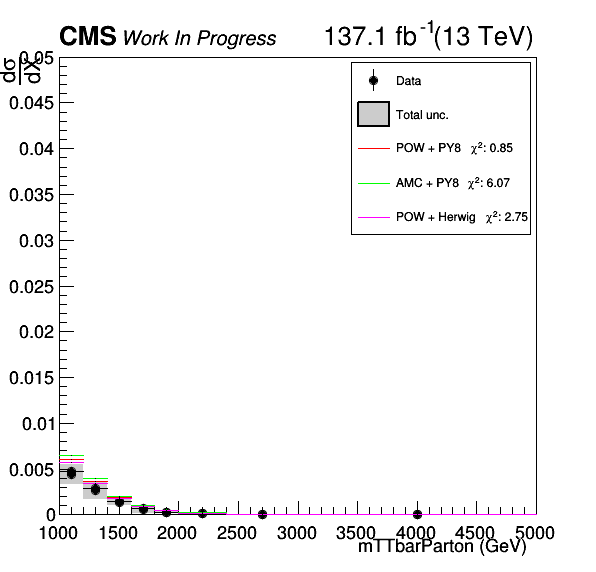 CMS Work In Progress 137.1 fb⁻¹(13 TeV)
dσ
dX
0.05
0.045
0.04
0.035
0.03
0.025
0.02
0.015
0.01
0.005
0
Data
Total unc.
POW + PY8 χ²: 0.85
AMC + PY8 χ²: 6.07
POW + Herwig χ²: 2.75
1000 1500 2000 2500 3000 3500 4000 4500 5000
mTTbarParton (GeV)